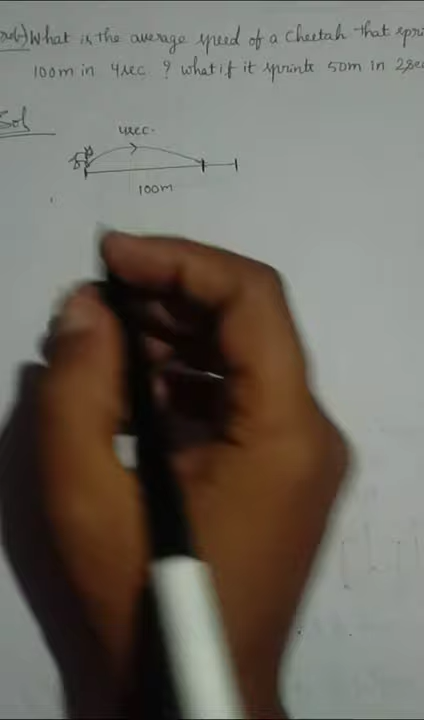 What is the average speed of a Cheetah that
100m in 4sec ? what if it sprints 50m in 2sec
Sol
4sec.
100m